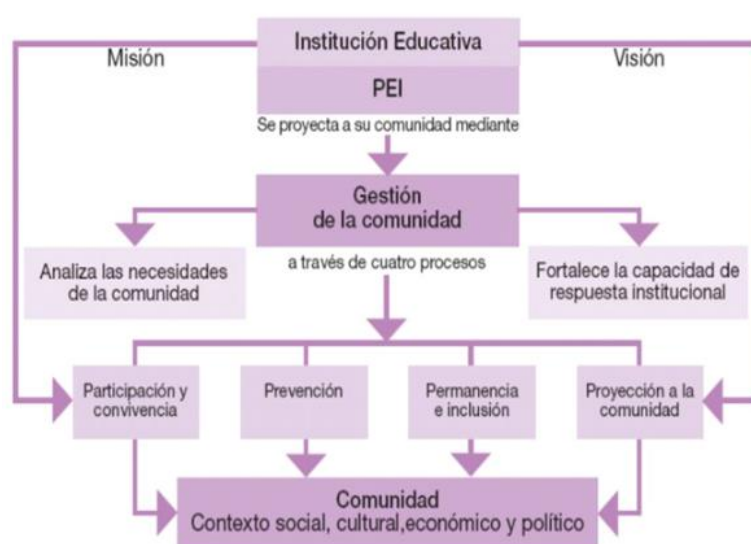 Institución Educativa
Misión
Visión
PEI
Se proyecta a su comunidad mediante
Gestión
de la comunidad
Analiza las necesidades
de la comunidad
a través de cuatro procesos
Fortalece la capacidad de
respuesta institucional
Participación y
convivencia
Prevención
Permanencia
e inclusión
Proyección a la
comunidad
Comunidad
Contexto social, cultural,económico y político